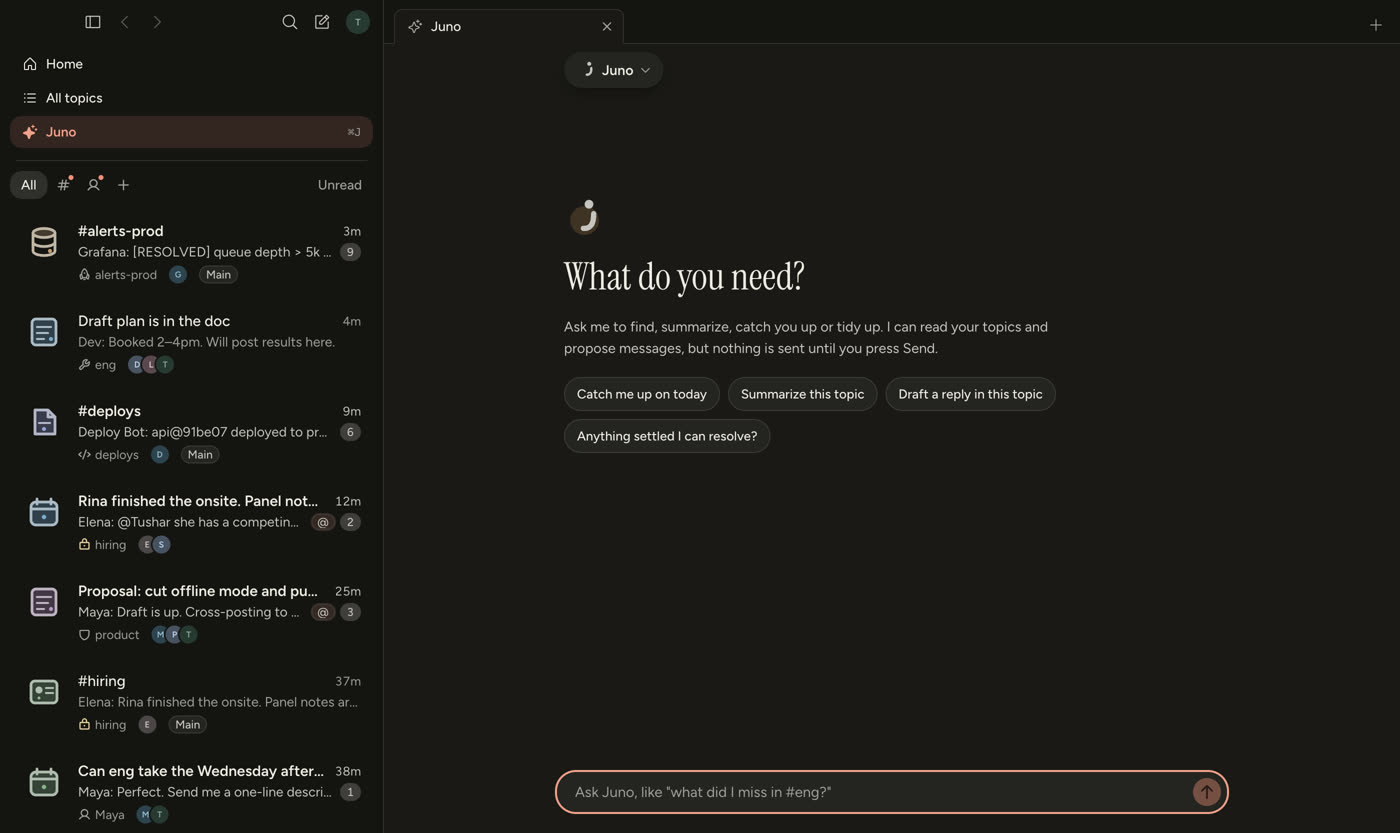 T
Home
All topics
Juno
⌘J
All
Unread
#alerts-prod
3m
Grafana: [RESOLVED] queue depth > 5k ...
9
alerts-prod
G
Main
Draft plan is in the doc
4m
Dev: Booked 2–4pm. Will post results here.
eng
D L T
#deploys
9m
Deploy Bot: api@91be07 deployed to pr...
6
deploys
D
Main
Rina finished the onsite. Panel not...
12m
Elena: @Tushar she has a competin...
@
2
hiring
E S
Proposal: cut offline mode and pu...
25m
Maya: Draft is up. Cross-posting to ...
@
3
product
M P T
#hiring
37m
Elena: Rina finished the onsite. Panel notes ar...
hiring
E
Main
Can eng take the Wednesday after...
38m
Maya: Perfect. Send me a one-line descri...
1
Maya
M T
Juno
Juno
What do you need?
Ask me to find, summarize, catch you up or tidy up. I can read your topics and
propose messages, but nothing is sent until you press Send.
Catch me up on today
Summarize this topic
Draft a reply in this topic
Anything settled I can resolve?
Ask Juno, like "what did I miss in #eng?"